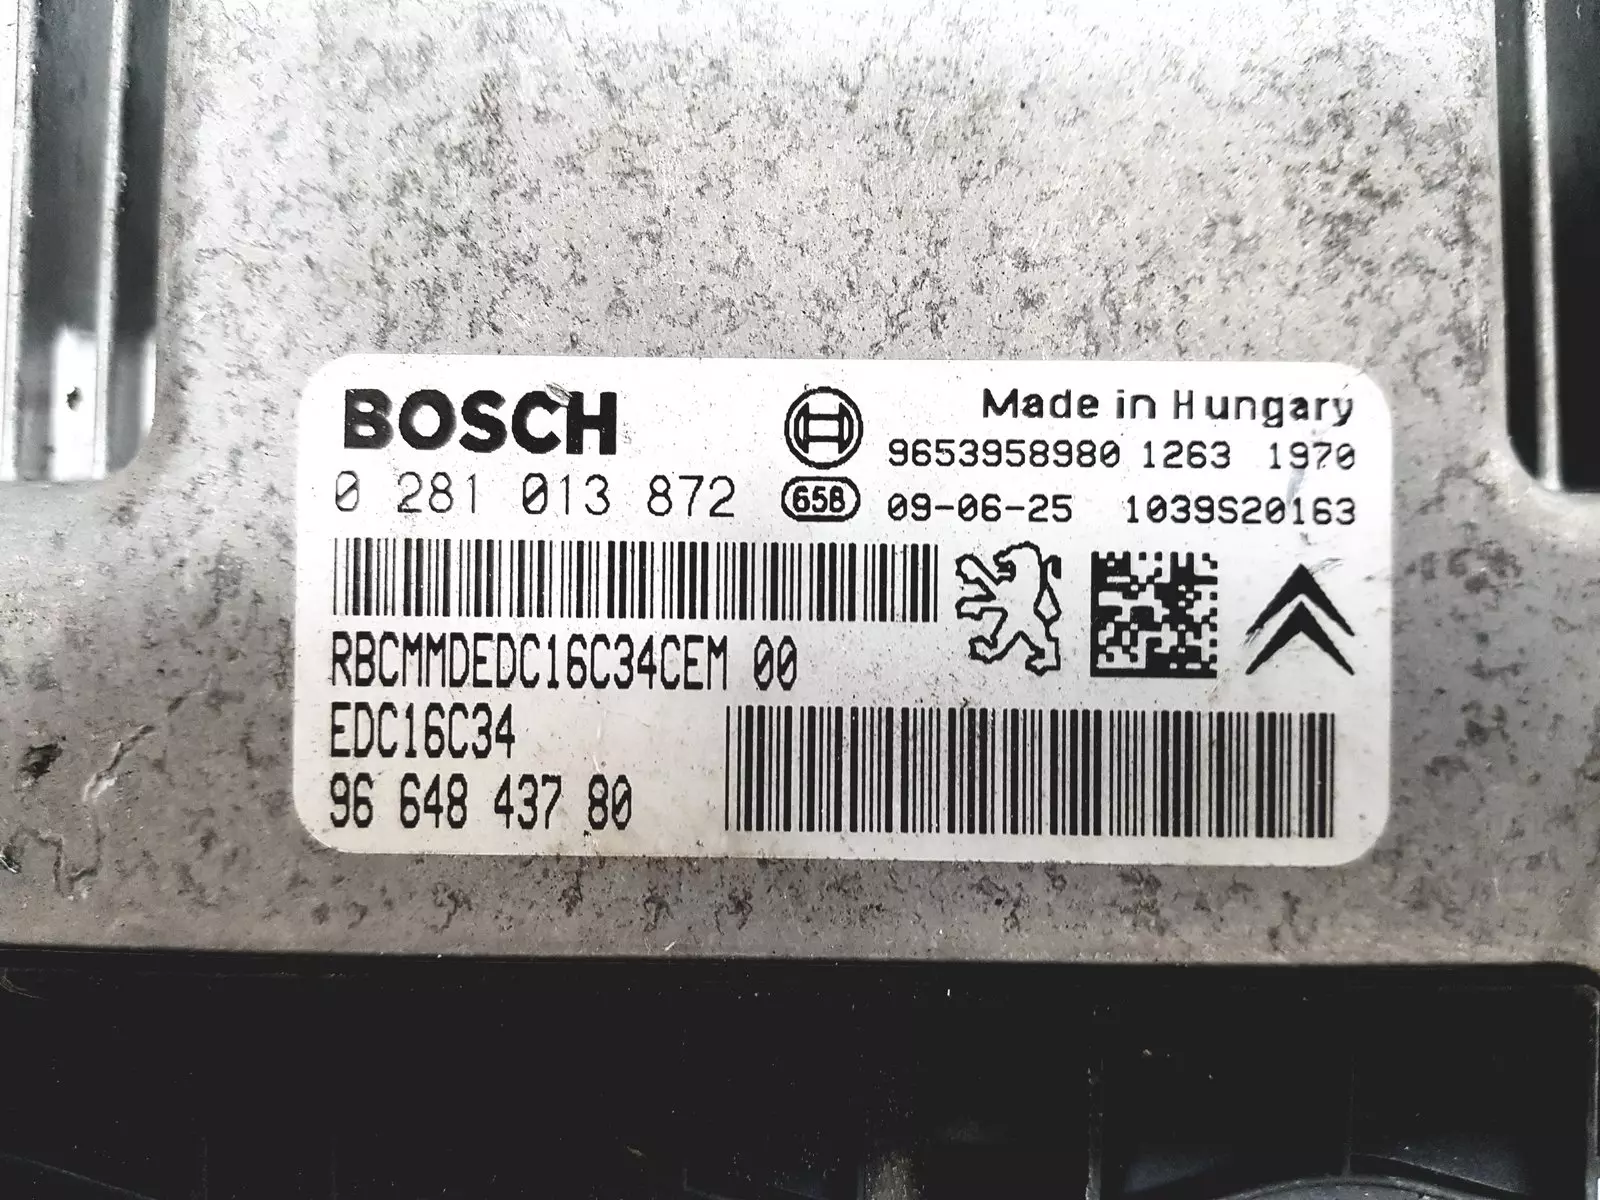 BOSCH
Made in Hungary
9653958980 1263 1970
0 281 013 872
658
09-06-25 1039S20163
RBCMMDEDC16C34CEM 00
EDC16C34
96 648 437 80